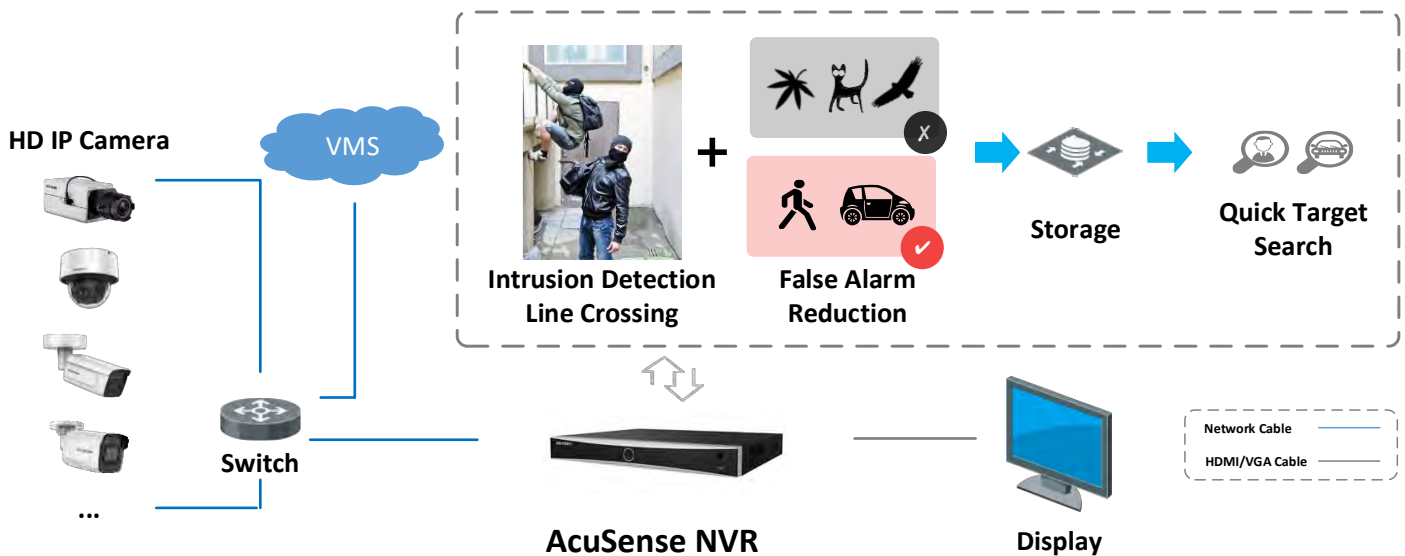 HD IP Camera
VMS
Intrusion Detection
Line Crossing
+
False Alarm
Reduction
Storage
Quick Target
Search
Switch
...
AcuSense NVR
Display
Network Cable
HDMI/VGA Cable